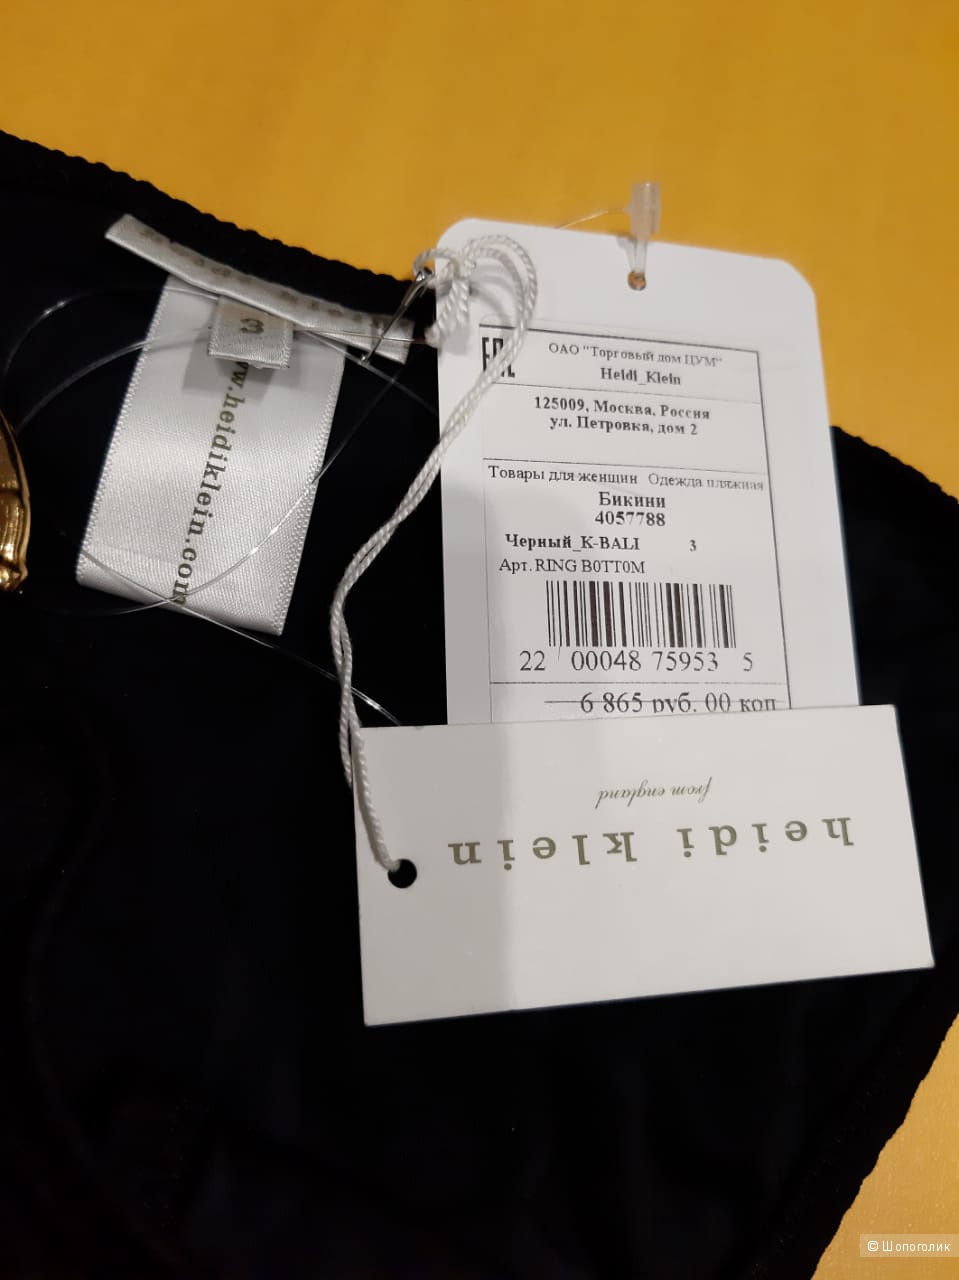 ЕАС
ОАО "Торговый дом ЦУМ"
Heidi_Klein
125009, Москва, Россия
ул. Петровка, дом 2
Товары для женщин Одежда пляжная
Бикини
4057788
Черный_K-BALI 3
Арт. RING B0TT0M
22 00048 75953 5
6 865 руб. 00 коп
3
www.heidiklein.com
heidi klein
from england
© Шопоголик